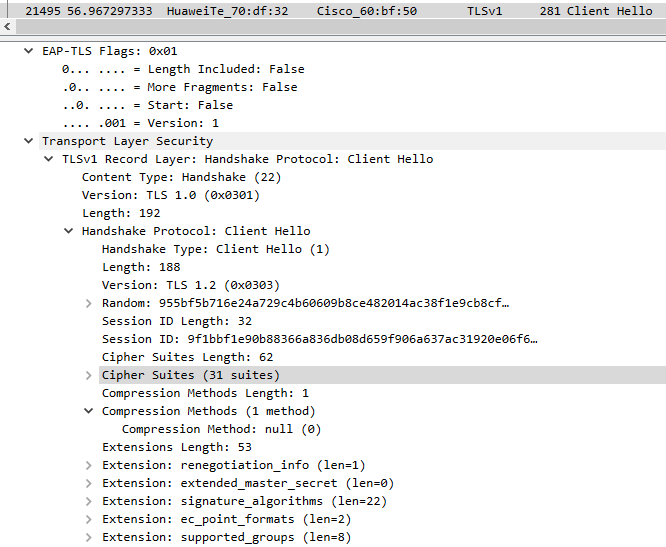 21495 56.967297333 HuaweiTe_70:df:32 Cisco_60:bf:50 TLSv1 281 Client Hello
EAP-TLS Flags: 0x01
0... .... = Length Included: False
.0.. .... = More Fragments: False
..0. .... = Start: False
.... .001 = Version: 1
Transport Layer Security
TLSv1 Record Layer: Handshake Protocol: Client Hello
Content Type: Handshake (22)
Version: TLS 1.0 (0x0301)
Length: 192
Handshake Protocol: Client Hello
Handshake Type: Client Hello (1)
Length: 188
Version: TLS 1.2 (0x0303)
Random: 955bf5b716e24a729c4b60609b8ce482014ac38f1e9cb8cf…
Session ID Length: 32
Session ID: 9f1bbf1e90b88366a836db08d659f906a637ac31920e06f6…
Cipher Suites Length: 62
Cipher Suites (31 suites)
Compression Methods Length: 1
Compression Methods (1 method)
Compression Method: null (0)
Extensions Length: 53
Extension: renegotiation_info (len=1)
Extension: extended_master_secret (len=0)
Extension: signature_algorithms (len=22)
Extension: ec_point_formats (len=2)
Extension: supported_groups (len=8)